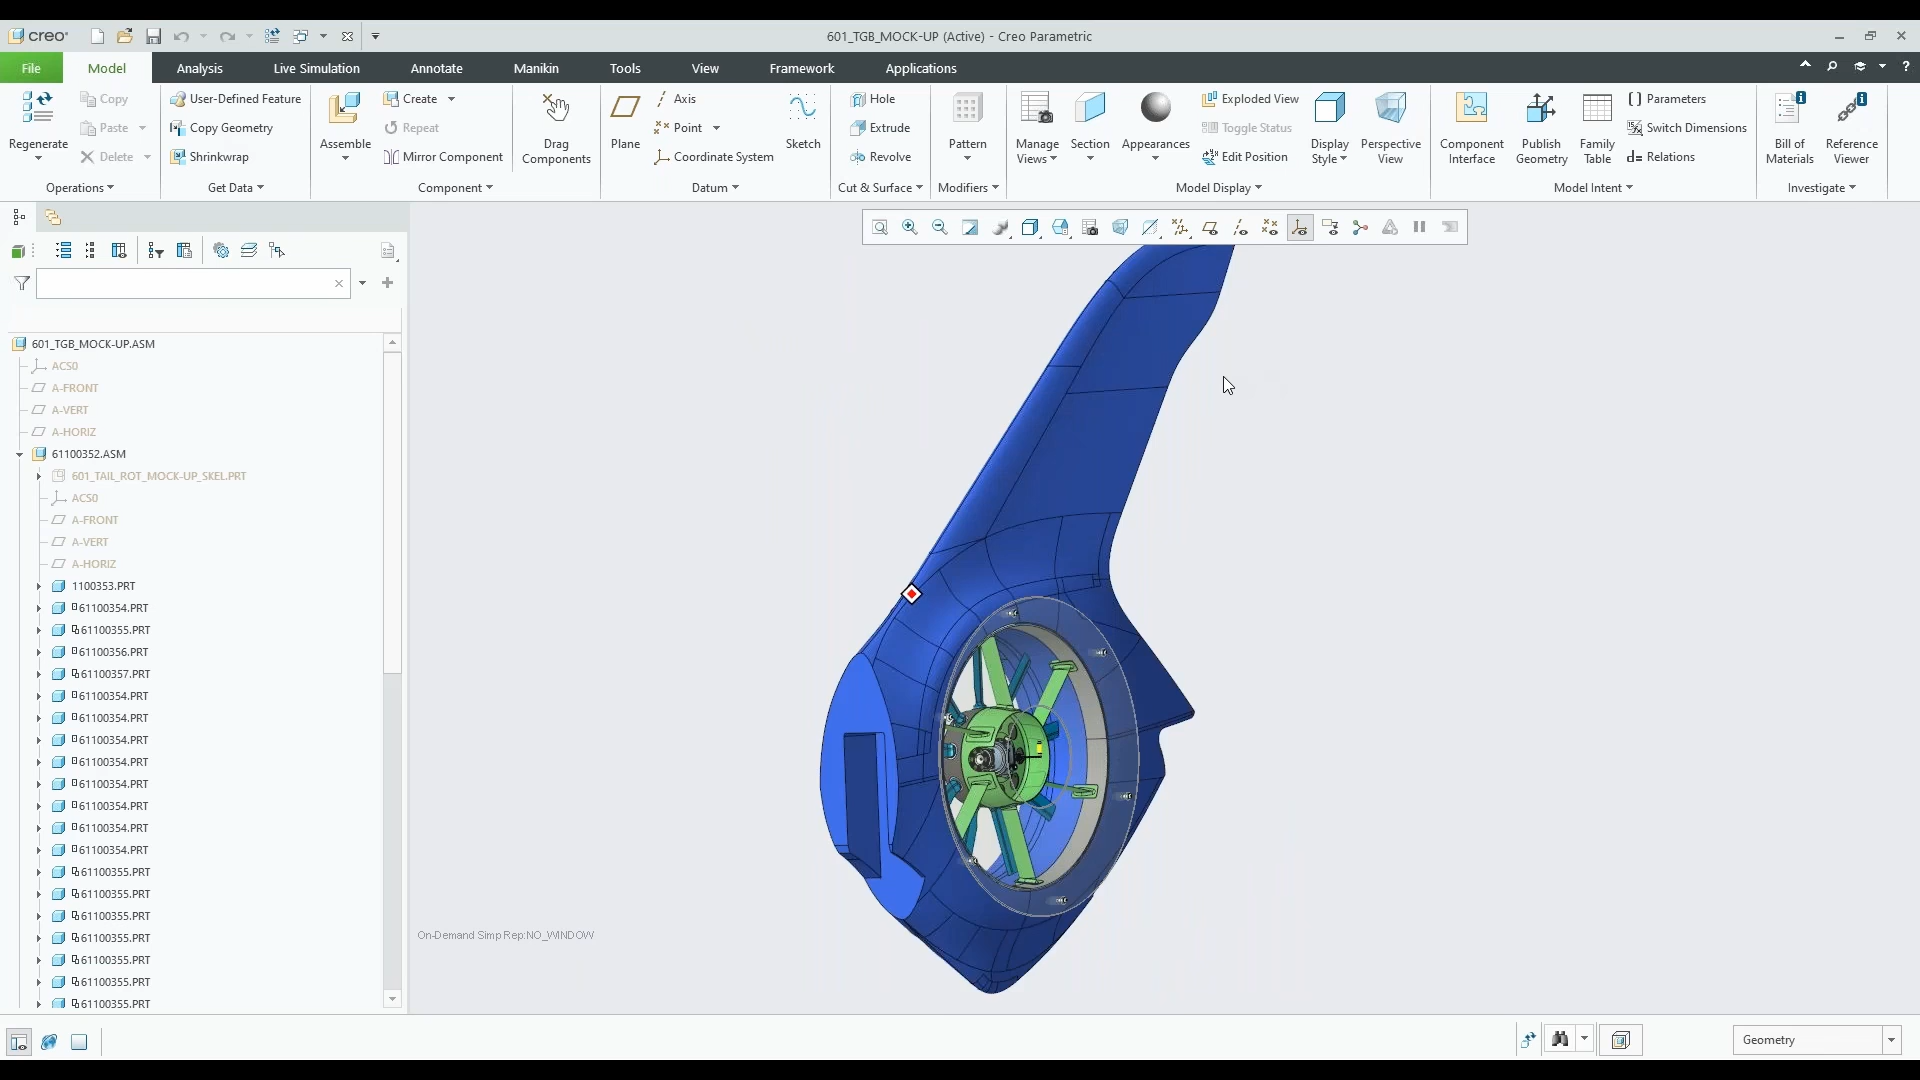 creo®
601_TGB_MOCK-UP (Active) - Creo Parametric
File Model Analysis Live Simulation Annotate Manikin Tools View Framework Applications
Regenerate
Copy
Paste
Delete
Operations
User-Defined Feature
Copy Geometry
Shrinkwrap
Get Data
Assemble
Create
Repeat
Mirror Component
Drag
Components
Component
Plane
Axis
Point
Coordinate System
Sketch
Datum
Hole
Extrude
Revolve
Cut & Surface
Pattern
Modifiers
Manage
Views
Section
Appearances
Exploded View
Toggle Status
Edit Position
Display
Style
Perspective
View
Model Display
Component
Interface
Publish
Geometry
Family
Table
Parameters
Switch Dimensions
Relations
Model Intent
Bill of
Materials
Reference
Viewer
Investigate
601_TGB_MOCK-UP.ASM
ACS0
A-FRONT
A-VERT
A-HORIZ
61100352.ASM
601_TAIL_ROT_MOCK-UP_SKEL.PRT
ACS0
A-FRONT
A-VERT
A-HORIZ
1100353.PRT
61100354.PRT
61100355.PRT
61100356.PRT
61100357.PRT
61100354.PRT
61100354.PRT
61100354.PRT
61100354.PRT
61100354.PRT
61100354.PRT
61100354.PRT
61100354.PRT
61100355.PRT
61100355.PRT
61100355.PRT
61100355.PRT
61100355.PRT
61100355.PRT
61100355.PRT
On-Demand Simp Rep:NO_WINDOW
Geometry